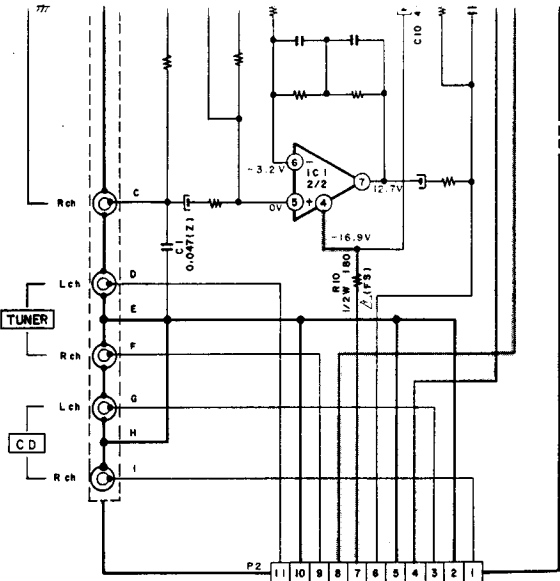 C10 4
-3.2V
6
-
IC1
2/2
7
12.7V
C
Rch
0V
5
+
4
C1
0.047(Z)
-16.9V
R10
1/2W 180
(FS)
D
Lch
E
TUNER
F
Rch
G
Lch
H
CD
I
Rch
P2
11 10 9 8 7 6 5 4 3 2 1